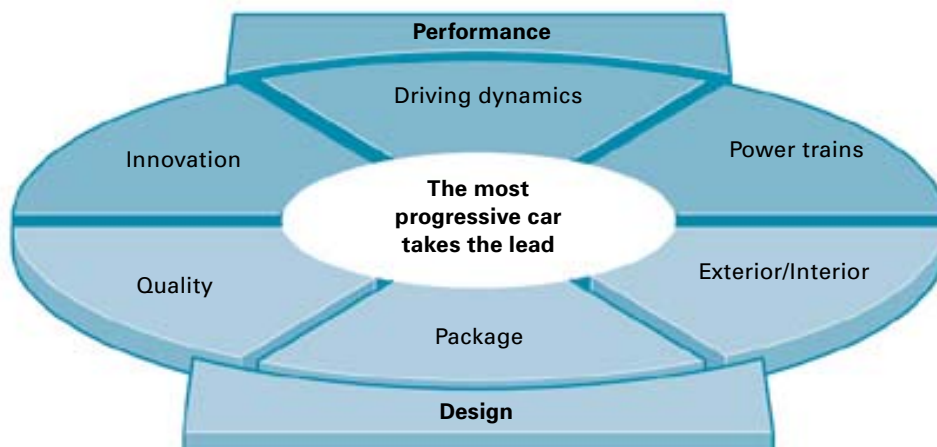 Performance
Driving dynamics
Innovation
Power trains
The most
progressive car
takes the lead
Quality
Exterior/Interior
Package
Design